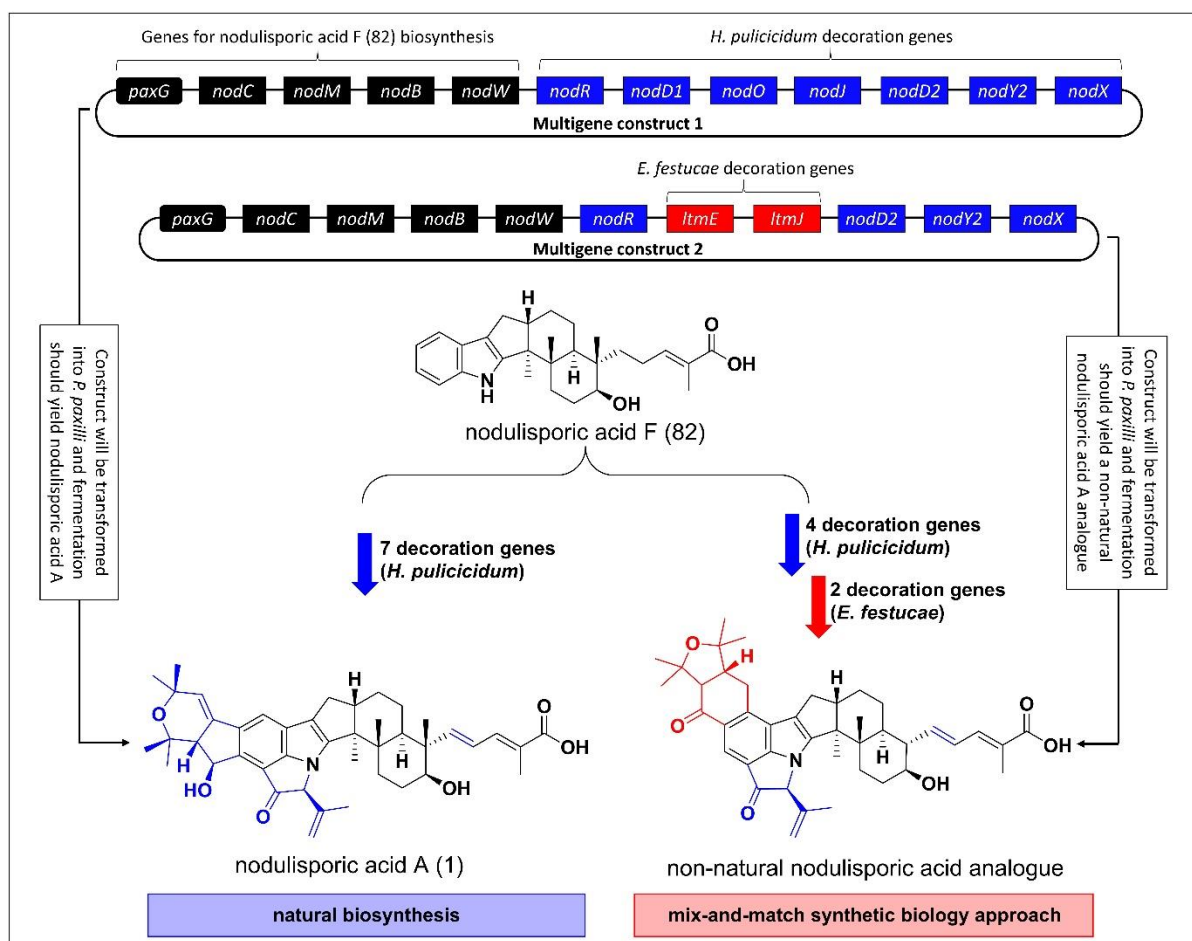 Genes for nodulisporic acid F (82) biosynthesis
H. pulicicidum decoration genes
paxG nodC nodM nodB nodW nodR nodD1 nodO nodJ nodD2 nodY2 nodX
Multigene construct 1
E. festucae decoration genes
paxG nodC nodM nodB nodW nodR ltmE ltmJ nodD2 nodY2 nodX
Multigene construct 2
Construct will be transformed
into P. paxilli and fermentation
should yield nodulisporic acid A
H
O
OH
N
H
H
OH
nodulisporic acid F (82)
Construct will be transformed
into P. paxilli and fermentation
should yield a non-natural
nodulisporic acid A analogue
7 decoration genes
(H. pulicicidum)
4 decoration genes
(H. pulicicidum)
2 decoration genes
(E. festucae)
O
H
HO
O
N
H
H
OH
O
OH
nodulisporic acid A (1)
O
H
O
O
N
H
H
OH
O
OH
non-natural nodulisporic acid analogue
natural biosynthesis
mix-and-match synthetic biology approach